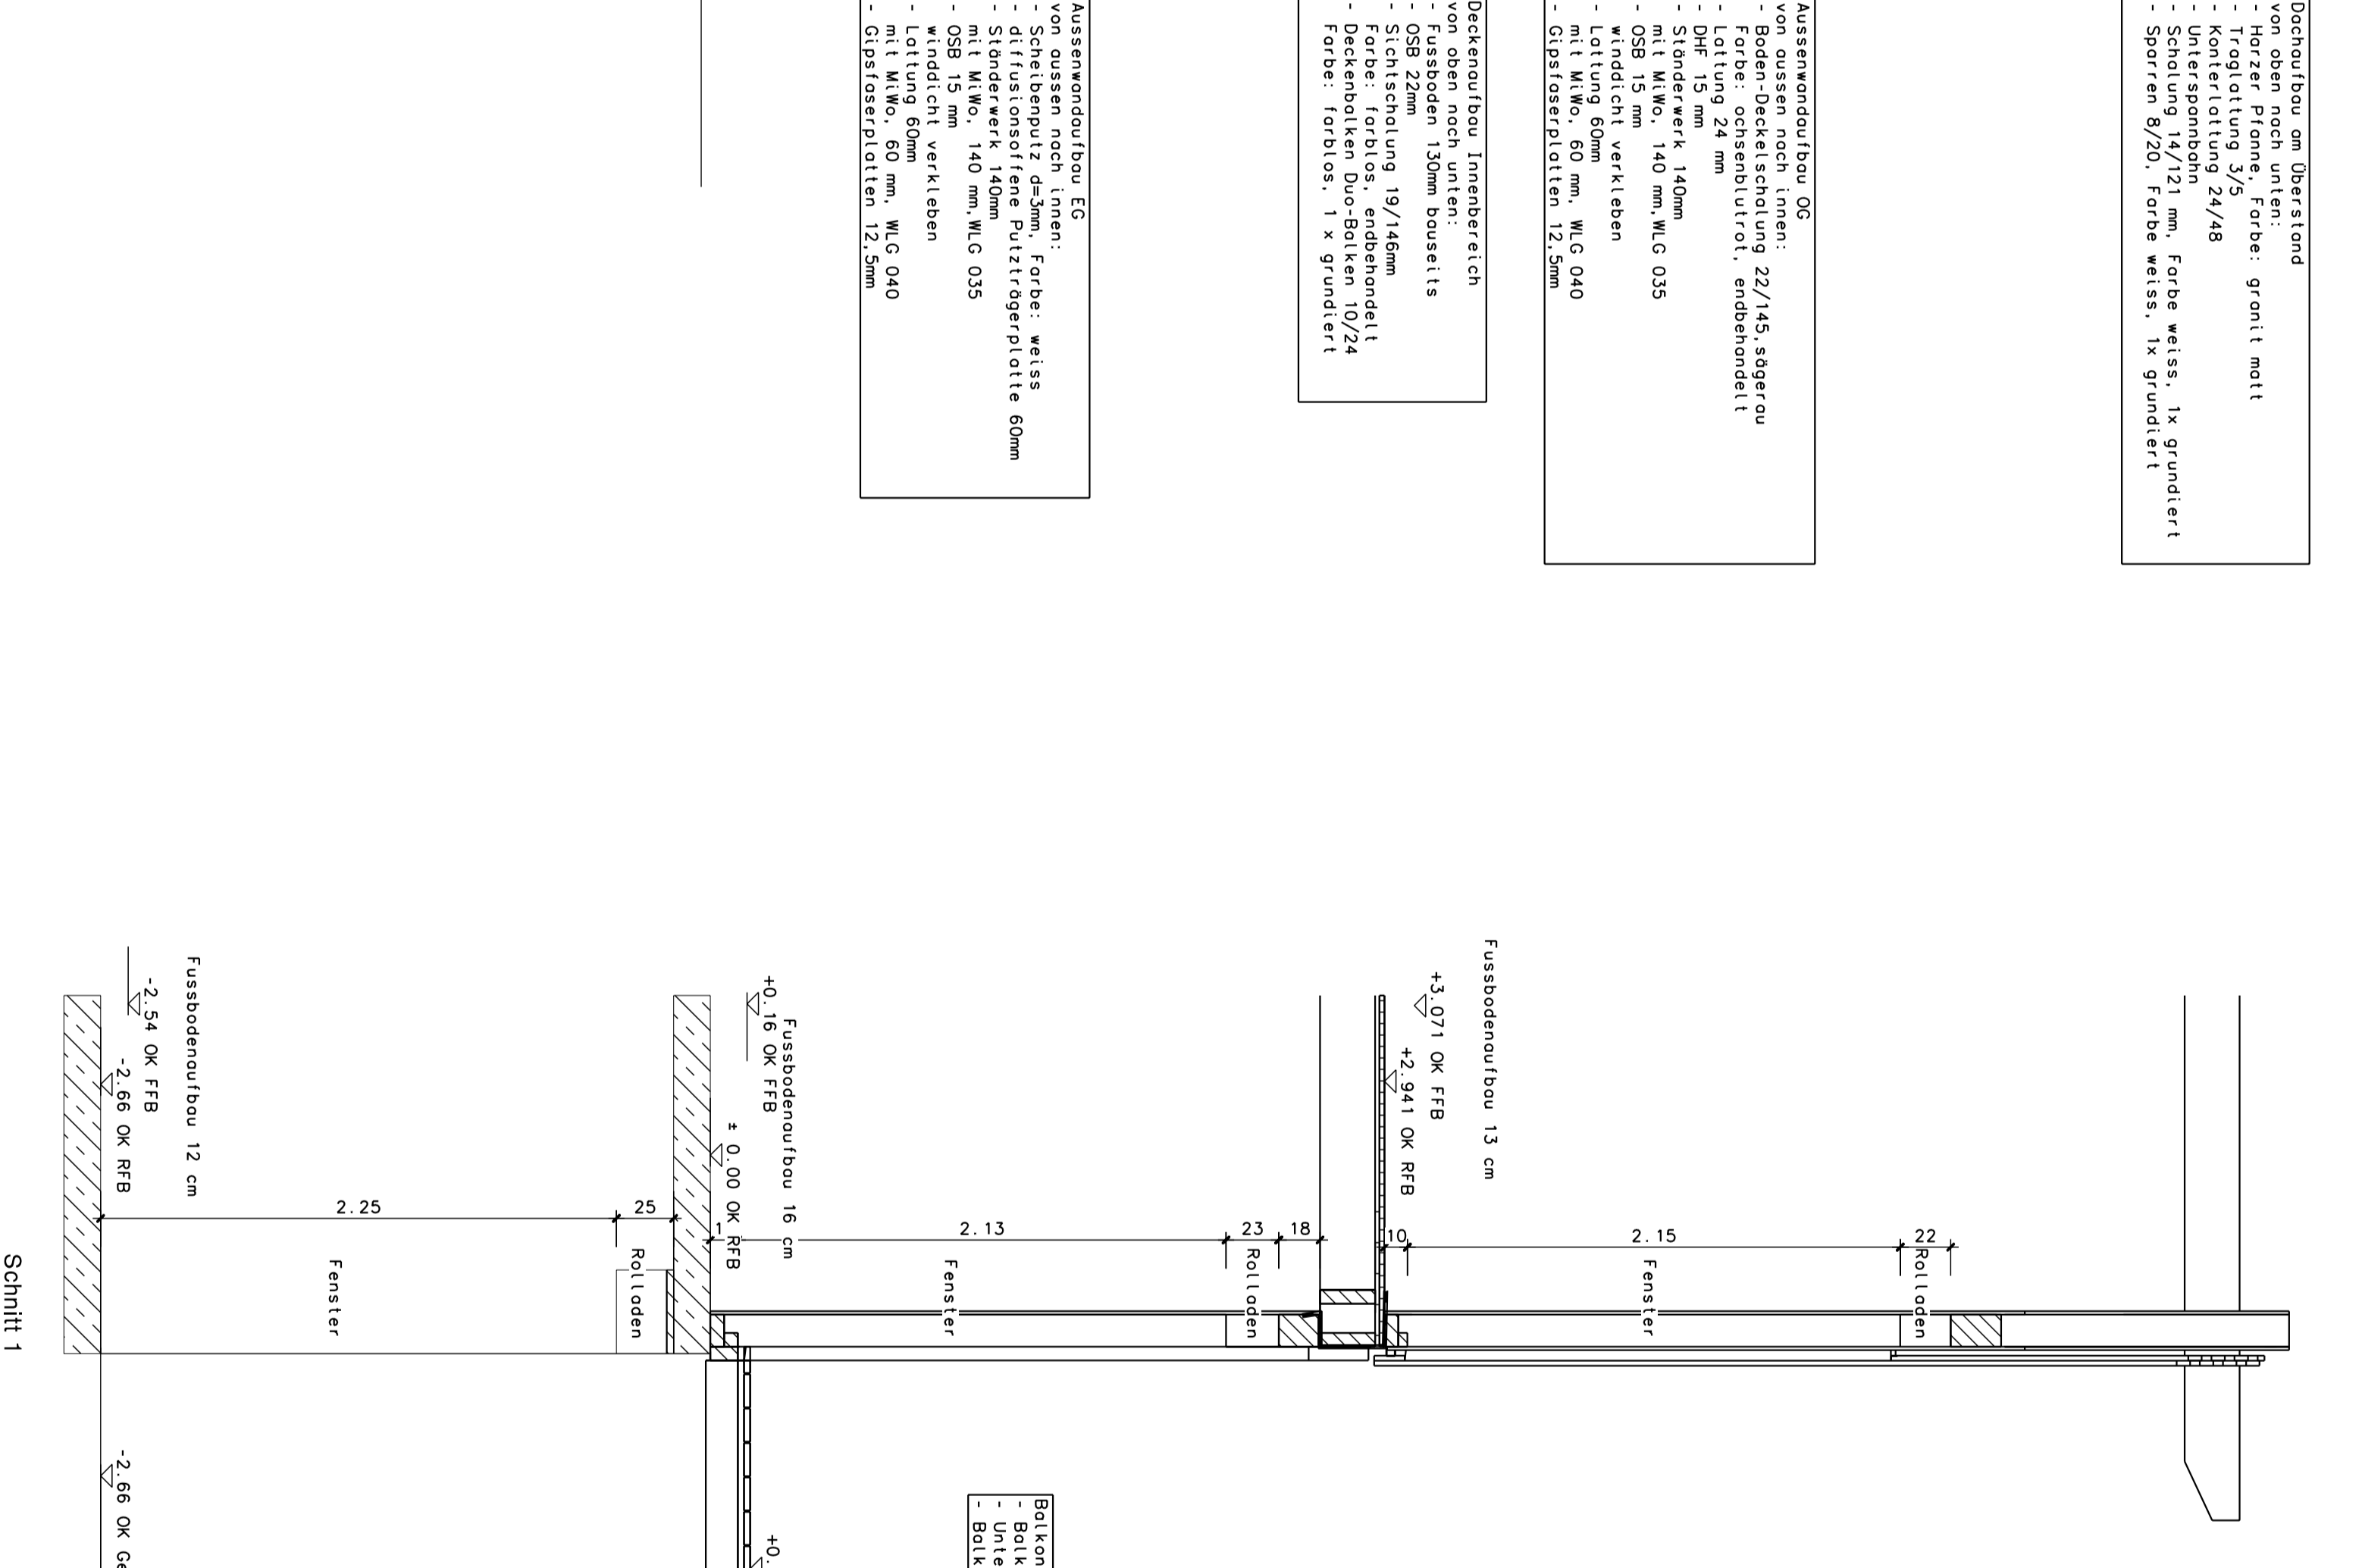 Dachaufbau am Überstand
von oben nach unten:
- Harzer Pfanne, Farbe: granit matt
- Traglattung 3/5
- Konterlattung 24/48
- Unterspannbahn
- Schalung 14/121 mm, Farbe weiss, 1x grundiert
- Sparren 8/20, Farbe weiss, 1x grundiert
Aussenwandaufbau OG
von aussen nach innen:
- Boden-Deckelschalung 22/145,sägerau
Farbe: ochsenblutrot, endbehandelt
- Lattung 24 mm
- DHF 15 mm
- Ständerwerk 140mm
mit MiWo, 140 mm,WLG 035
- OSB 15 mm
winddicht verkleben
- Lattung 60mm
mit MiWo, 60 mm, WLG 040
- Gipsfaserplatten 12,5mm
Deckenaufbau Innenbereich
von oben nach unten:
- Fussboden 130mm bauseits
- OSB 22mm
- Sichtschalung 19/146mm
Farbe: farblos, endbehandelt
- Deckenbalken Duo-Balken 10/24
Farbe: farblos, 1 x grundiert
Aussenwandaufbau EG
von aussen nach innen:
- Scheibenputz d=3mm, Farbe: weiss
- diffusionsoffene Putzträgerplatte 60mm
- Ständerwerk 140mm
mit MiWo, 140 mm,WLG 035
- OSB 15 mm
winddicht verkleben
- Lattung 60mm
mit MiWo, 60 mm, WLG 040
- Gipsfaserplatten 12,5mm
Fussbodenaufbau 13 cm
+3.071 OK FFB
+2.941 OK RFB
22
Rolladen
2.15
Fenster
10
18
23
Rolladen
2.13
Fenster
1
Fussbodenaufbau 16 cm
+0.16 OK FFB
± 0.00 OK RFB
25
Rolladen
2.25
Fenster
Fussbodenaufbau 12 cm
-2.54 OK FFB
-2.66 OK RFB
-2.66 OK Ge
Balkon
- Balk
- Unte
- Balk
+0.
Schnitt 1